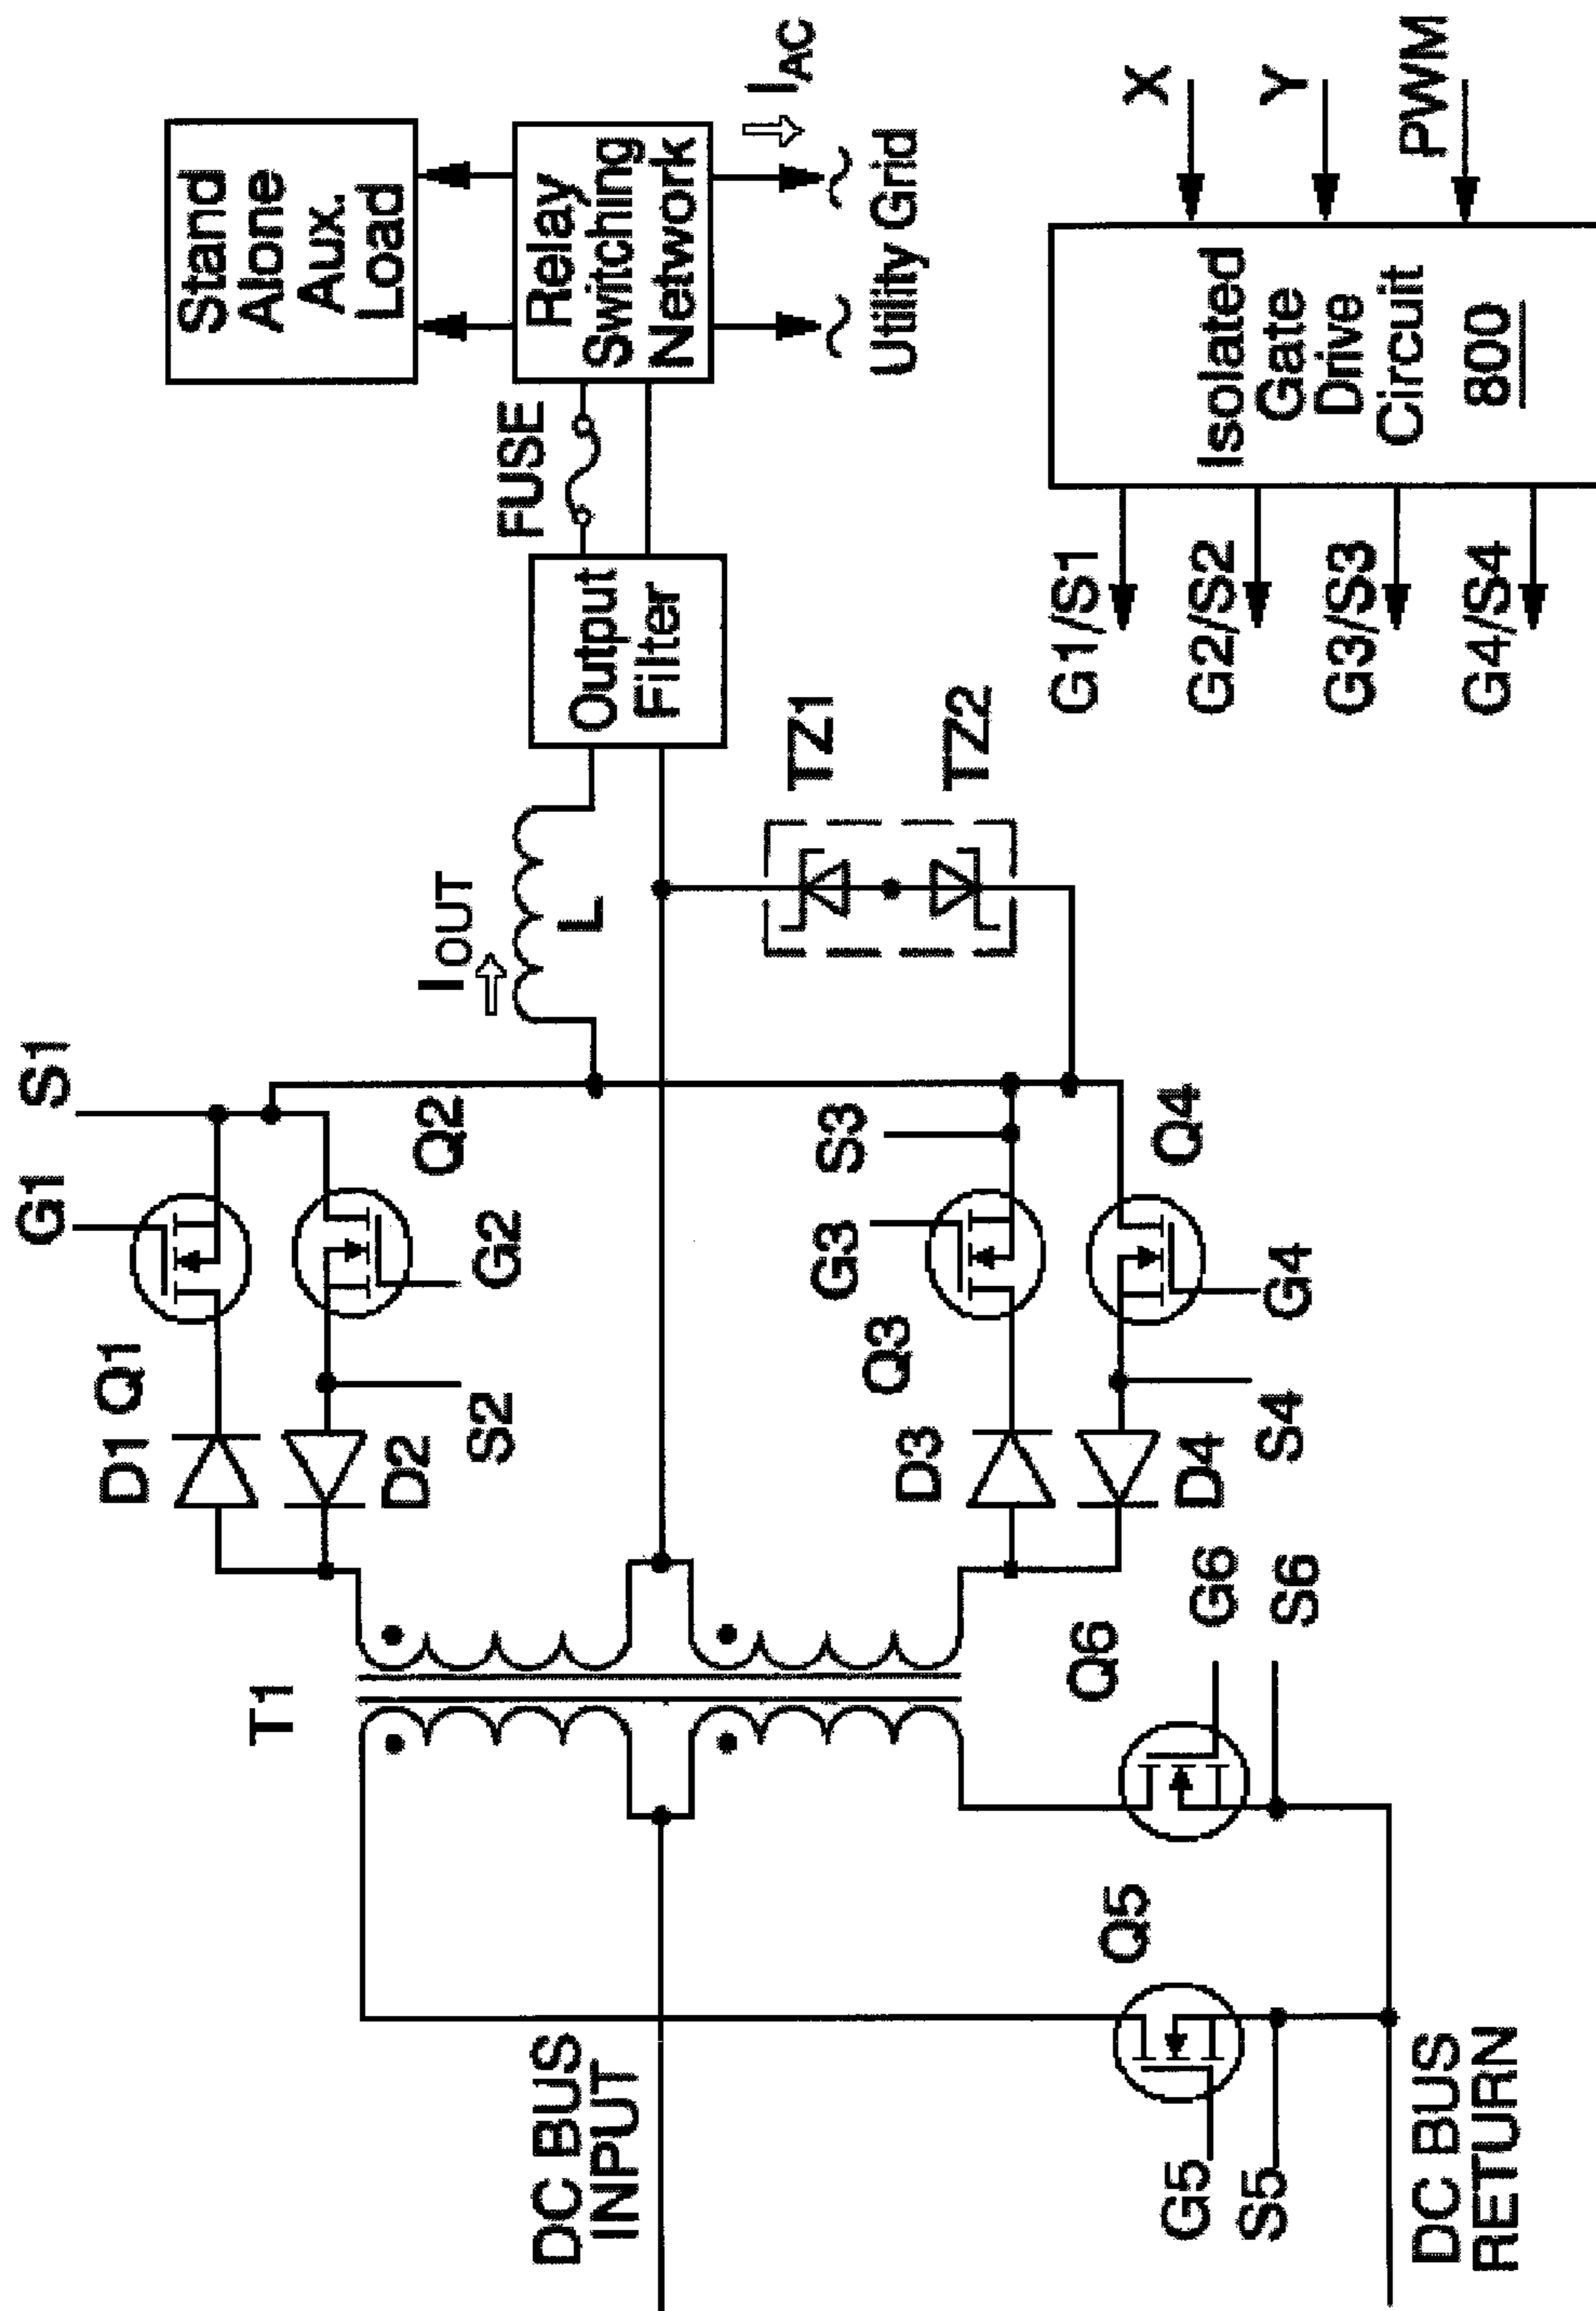 DC BUS
INPUT
DC BUS
RETURN
G5
S5
Q5
T1
Q6
G6
S6
D1
Q1
G1
S1
D2
S2
G2
Q2
D3
Q3
G3
S3
D4
S4
G4
Q4
IOUT
L
TZ1
TZ2
Output
Filter
FUSE
Relay
Switching
Network
Stand
Alone
Aux.
Load
IAC
Utility Grid
G1/S1
G2/S2
G3/S3
G4/S4
Isolated
Gate
Drive
Circuit
800
X
Y
PWM